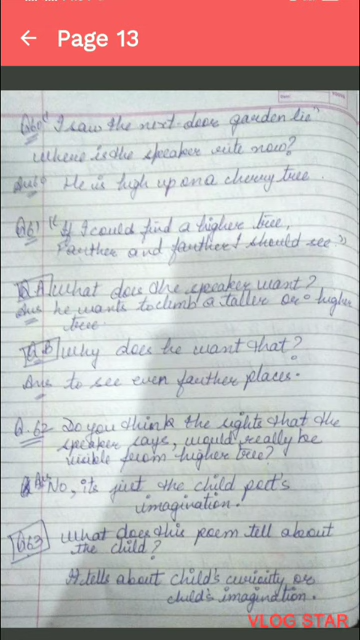 Page 13
Q60 "I saw the next-door garden lie"
Where is the speaker rite now?
Ans He is high up on a cherry tree.
Q61 "If I could find a higher tree,
Farther and farther I should see"
Q A What does the speaker want?
Ans he wants to climb a taller or higher
tree
Q B Why does he want that?
Ans to see even farther places.
Q.62 Do you think the sights that the
speaker says, would really be
visible from higher tree?
Ans No, its just the child poet's
imagination.
Q63 What does this poem tell about
the child?
It tells about child's curiosity or
child's imagination.
VLOG STAR